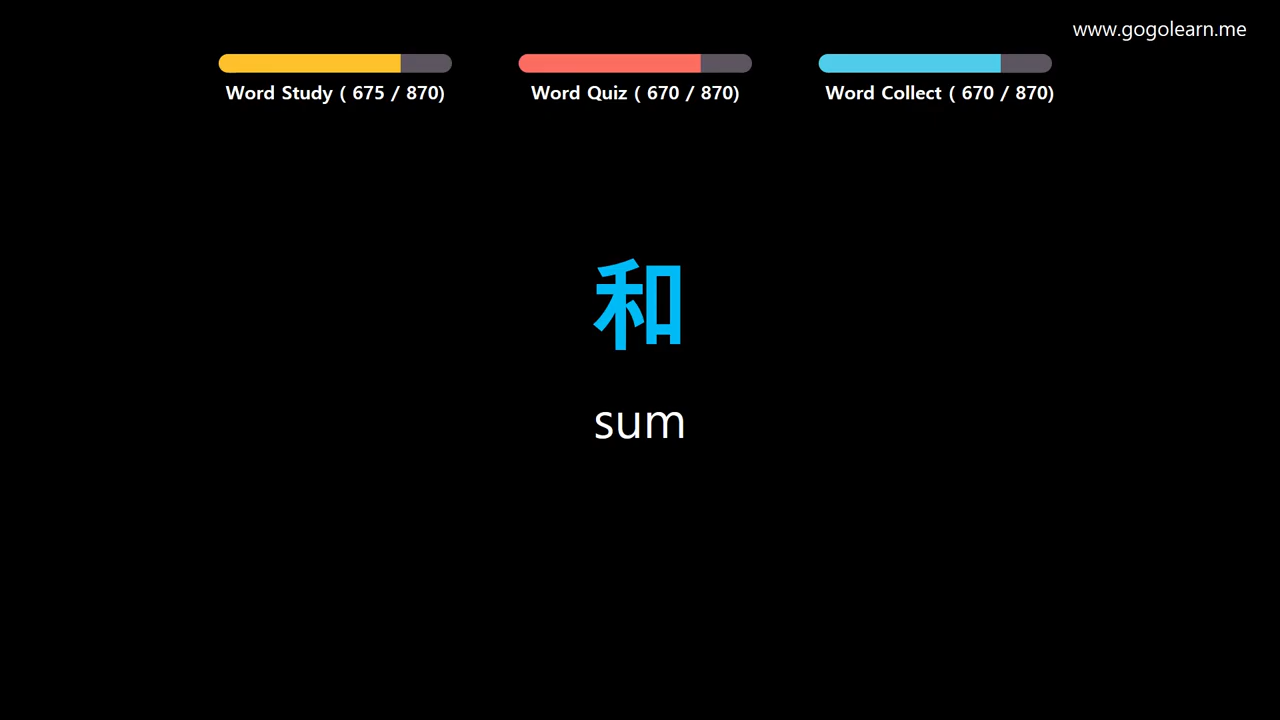 www.gogolearn.me
Word Study ( 675 / 870)
Word Quiz ( 670 / 870)
Word Collect ( 670 / 870)
和
sum